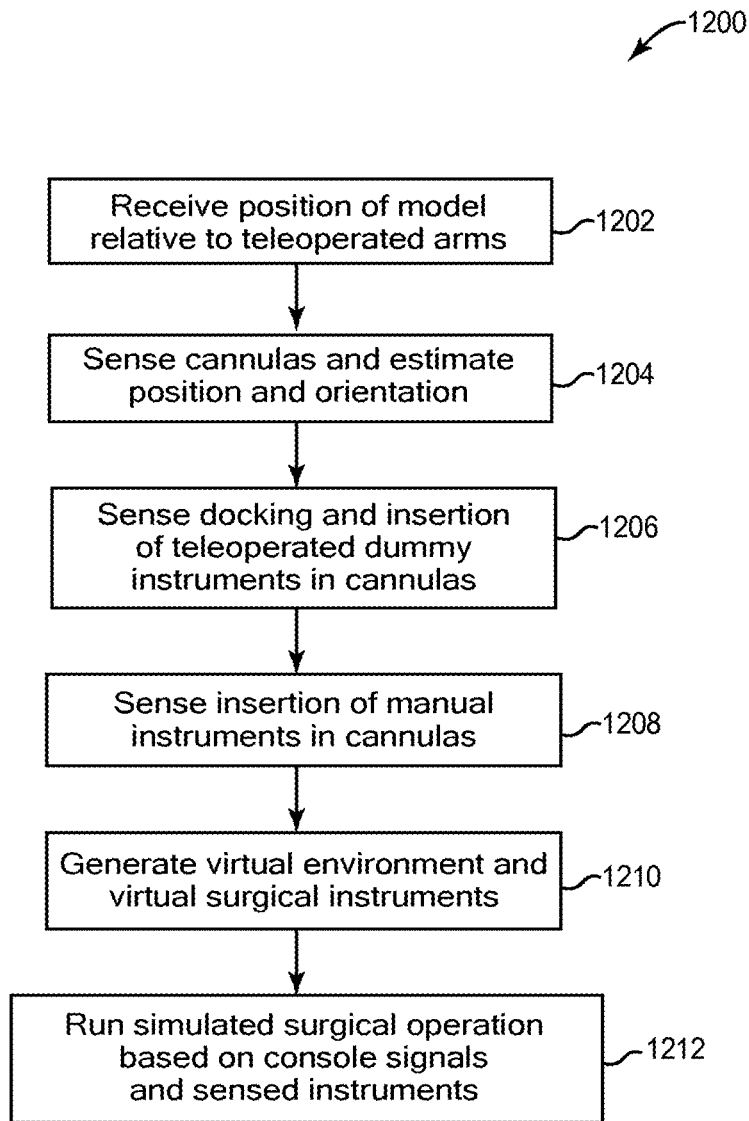 1200
Receive position of model
relative to teleoperated arms
1202
Sense cannulas and estimate
position and orientation
1204
Sense docking and insertion
of teleoperated dummy
instruments in cannulas
1206
Sense insertion of manual
instruments in cannulas
1208
Generate virtual environment and
virtual surgical instruments
1210
Run simulated surgical operation
based on console signals
and sensed instruments
1212